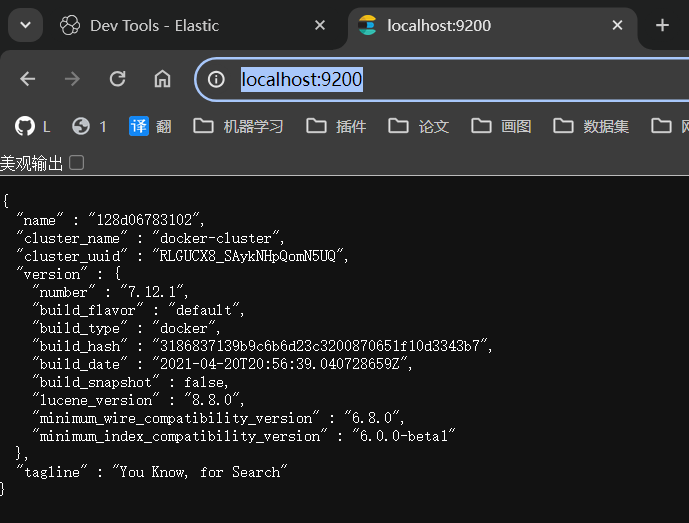 Dev Tools - Elastic
localhost:9200
localhost:9200
L 1 译 翻 机器学习 插件 论文 画图 数据集
美观输出
{
"name" : "128d06783102",
"cluster_name" : "docker-cluster",
"cluster_uuid" : "RLGUCX8_SAykNHpQomN5UQ",
"version" : {
"number" : "7.12.1",
"build_flavor" : "default",
"build_type" : "docker",
"build_hash" : "3186837139b9c6b6d23c3200870651f10d3343b7",
"build_date" : "2021-04-20T20:56:39.040728659Z",
"build_snapshot" : false,
"lucene_version" : "8.8.0",
"minimum_wire_compatibility_version" : "6.8.0",
"minimum_index_compatibility_version" : "6.0.0-beta1"
},
"tagline" : "You Know, for Search"
}